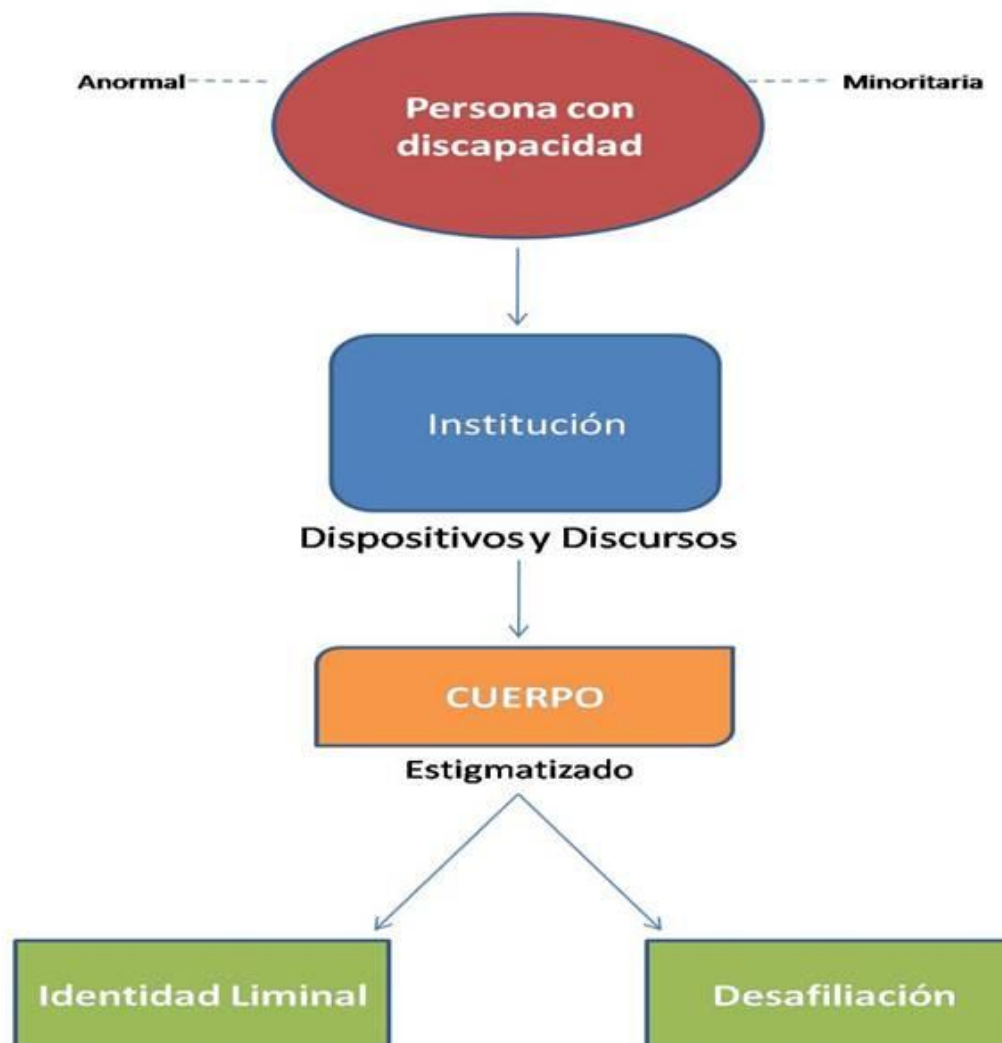 Anormal
Minoritaria
Persona con
discapacidad
Institución
Dispositivos y Discursos
CUERPO
Estigmatizado
Identidad Liminal
Desafiliación